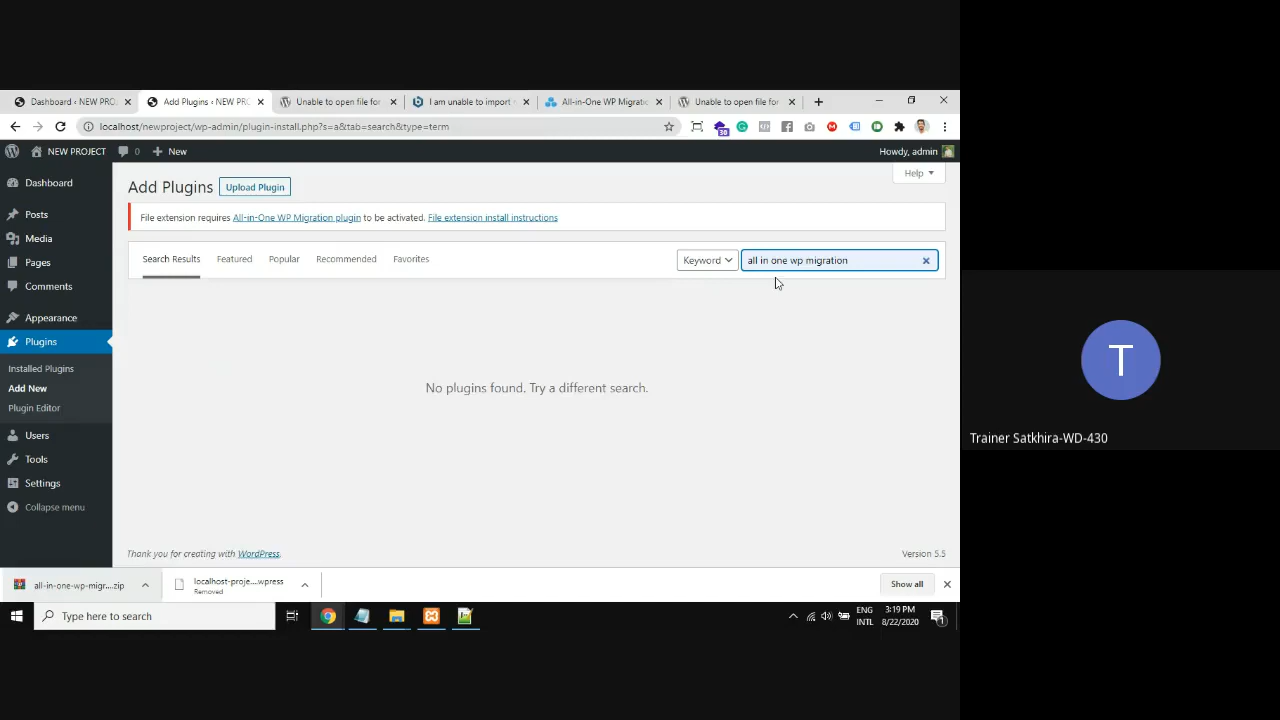 Dashboard ‹ NEW PRO
Add Plugins ‹ NEW PR
Unable to open file for
I am unable to import
All-in-One WP Migratio
Unable to open file for
localhost/newproject/wp-admin/plugin-install.php?s=a&tab=search&type=term
30
NEW PROJECT
0
New
Howdy, admin
Dashboard
Posts
Media
Pages
Comments
Appearance
Plugins
Installed Plugins
Add New
Plugin Editor
Users
Tools
Settings
Collapse menu
Add Plugins
Upload Plugin
Help
File extension requires All-in-One WP Migration plugin to be activated. File extension install instructions
Search Results
Featured
Popular
Recommended
Favorites
Keyword
all in one wp migration
No plugins found. Try a different search.
Thank you for creating with WordPress.
Version 5.5
all-in-one-wp-migr....zip
localhost-proje....wpress
Removed
Show all
Type here to search
ENG
INTL
3:19 PM
8/22/2020
1
T
Trainer Satkhira-WD-430